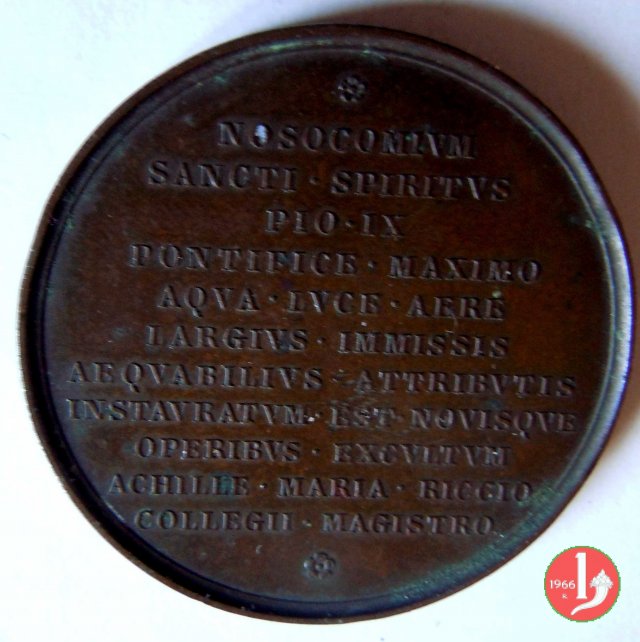 NOSOCOMIVM
SANCTI · SPIRITVS
PIO · IX
PONTIFICE · MAXIMO
AQVA · LVCE · AERE
LARGIVS · IMMISSIS
AEQVABILIVS · ATTRIBVTIS
INSTAVRATVM · EST · NOVISQVE
OPERIBVS · EXCVLTVM
ACHILLE · MARIA · RICCIO
COLLEGII · MAGISTRO
1966
R.